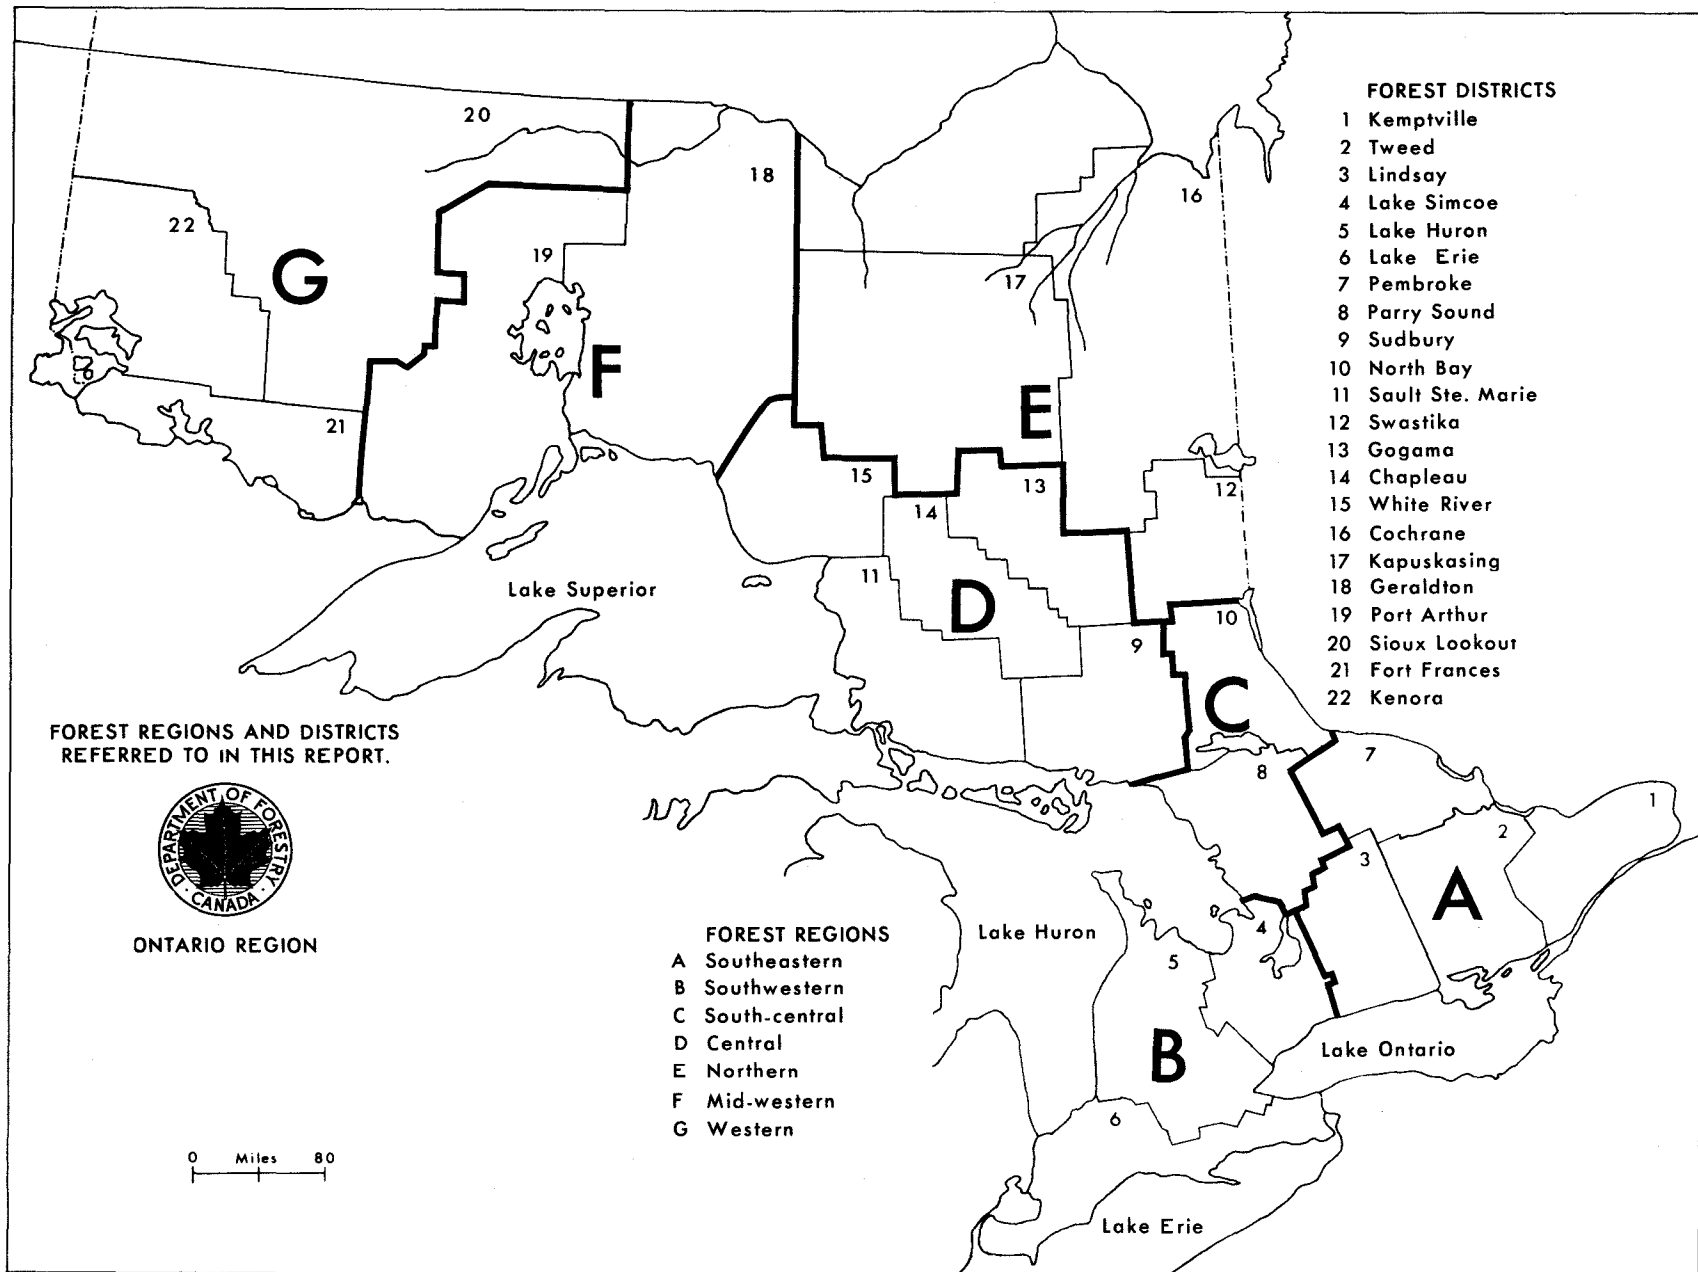 FOREST DISTRICTS
1 Kemptville
2 Tweed
3 Lindsay
4 Lake Simcoe
5 Lake Huron
6 Lake Erie
7 Pembroke
8 Parry Sound
9 Sudbury
10 North Bay
11 Sault Ste. Marie
12 Swastika
13 Gogama
14 Chapleau
15 White River
16 Cochrane
17 Kapuskasing
18 Geraldton
19 Port Arthur
20 Sioux Lookout
21 Fort Frances
22 Kenora
20
18
16
22
19
G
17
F
E
21
15
13
12
14
11
Lake Superior
D
10
9
C
7
8
1
2
3
A
4
5
Lake Huron
B
Lake Ontario
6
Lake Erie
FOREST REGIONS AND DISTRICTS
REFERRED TO IN THIS REPORT.
DEPARTMENT OF FORESTRY
CANADA
ONTARIO REGION
FOREST REGIONS
A Southeastern
B Southwestern
C South-central
D Central
E Northern
F Mid-western
G Western
0 Miles 80